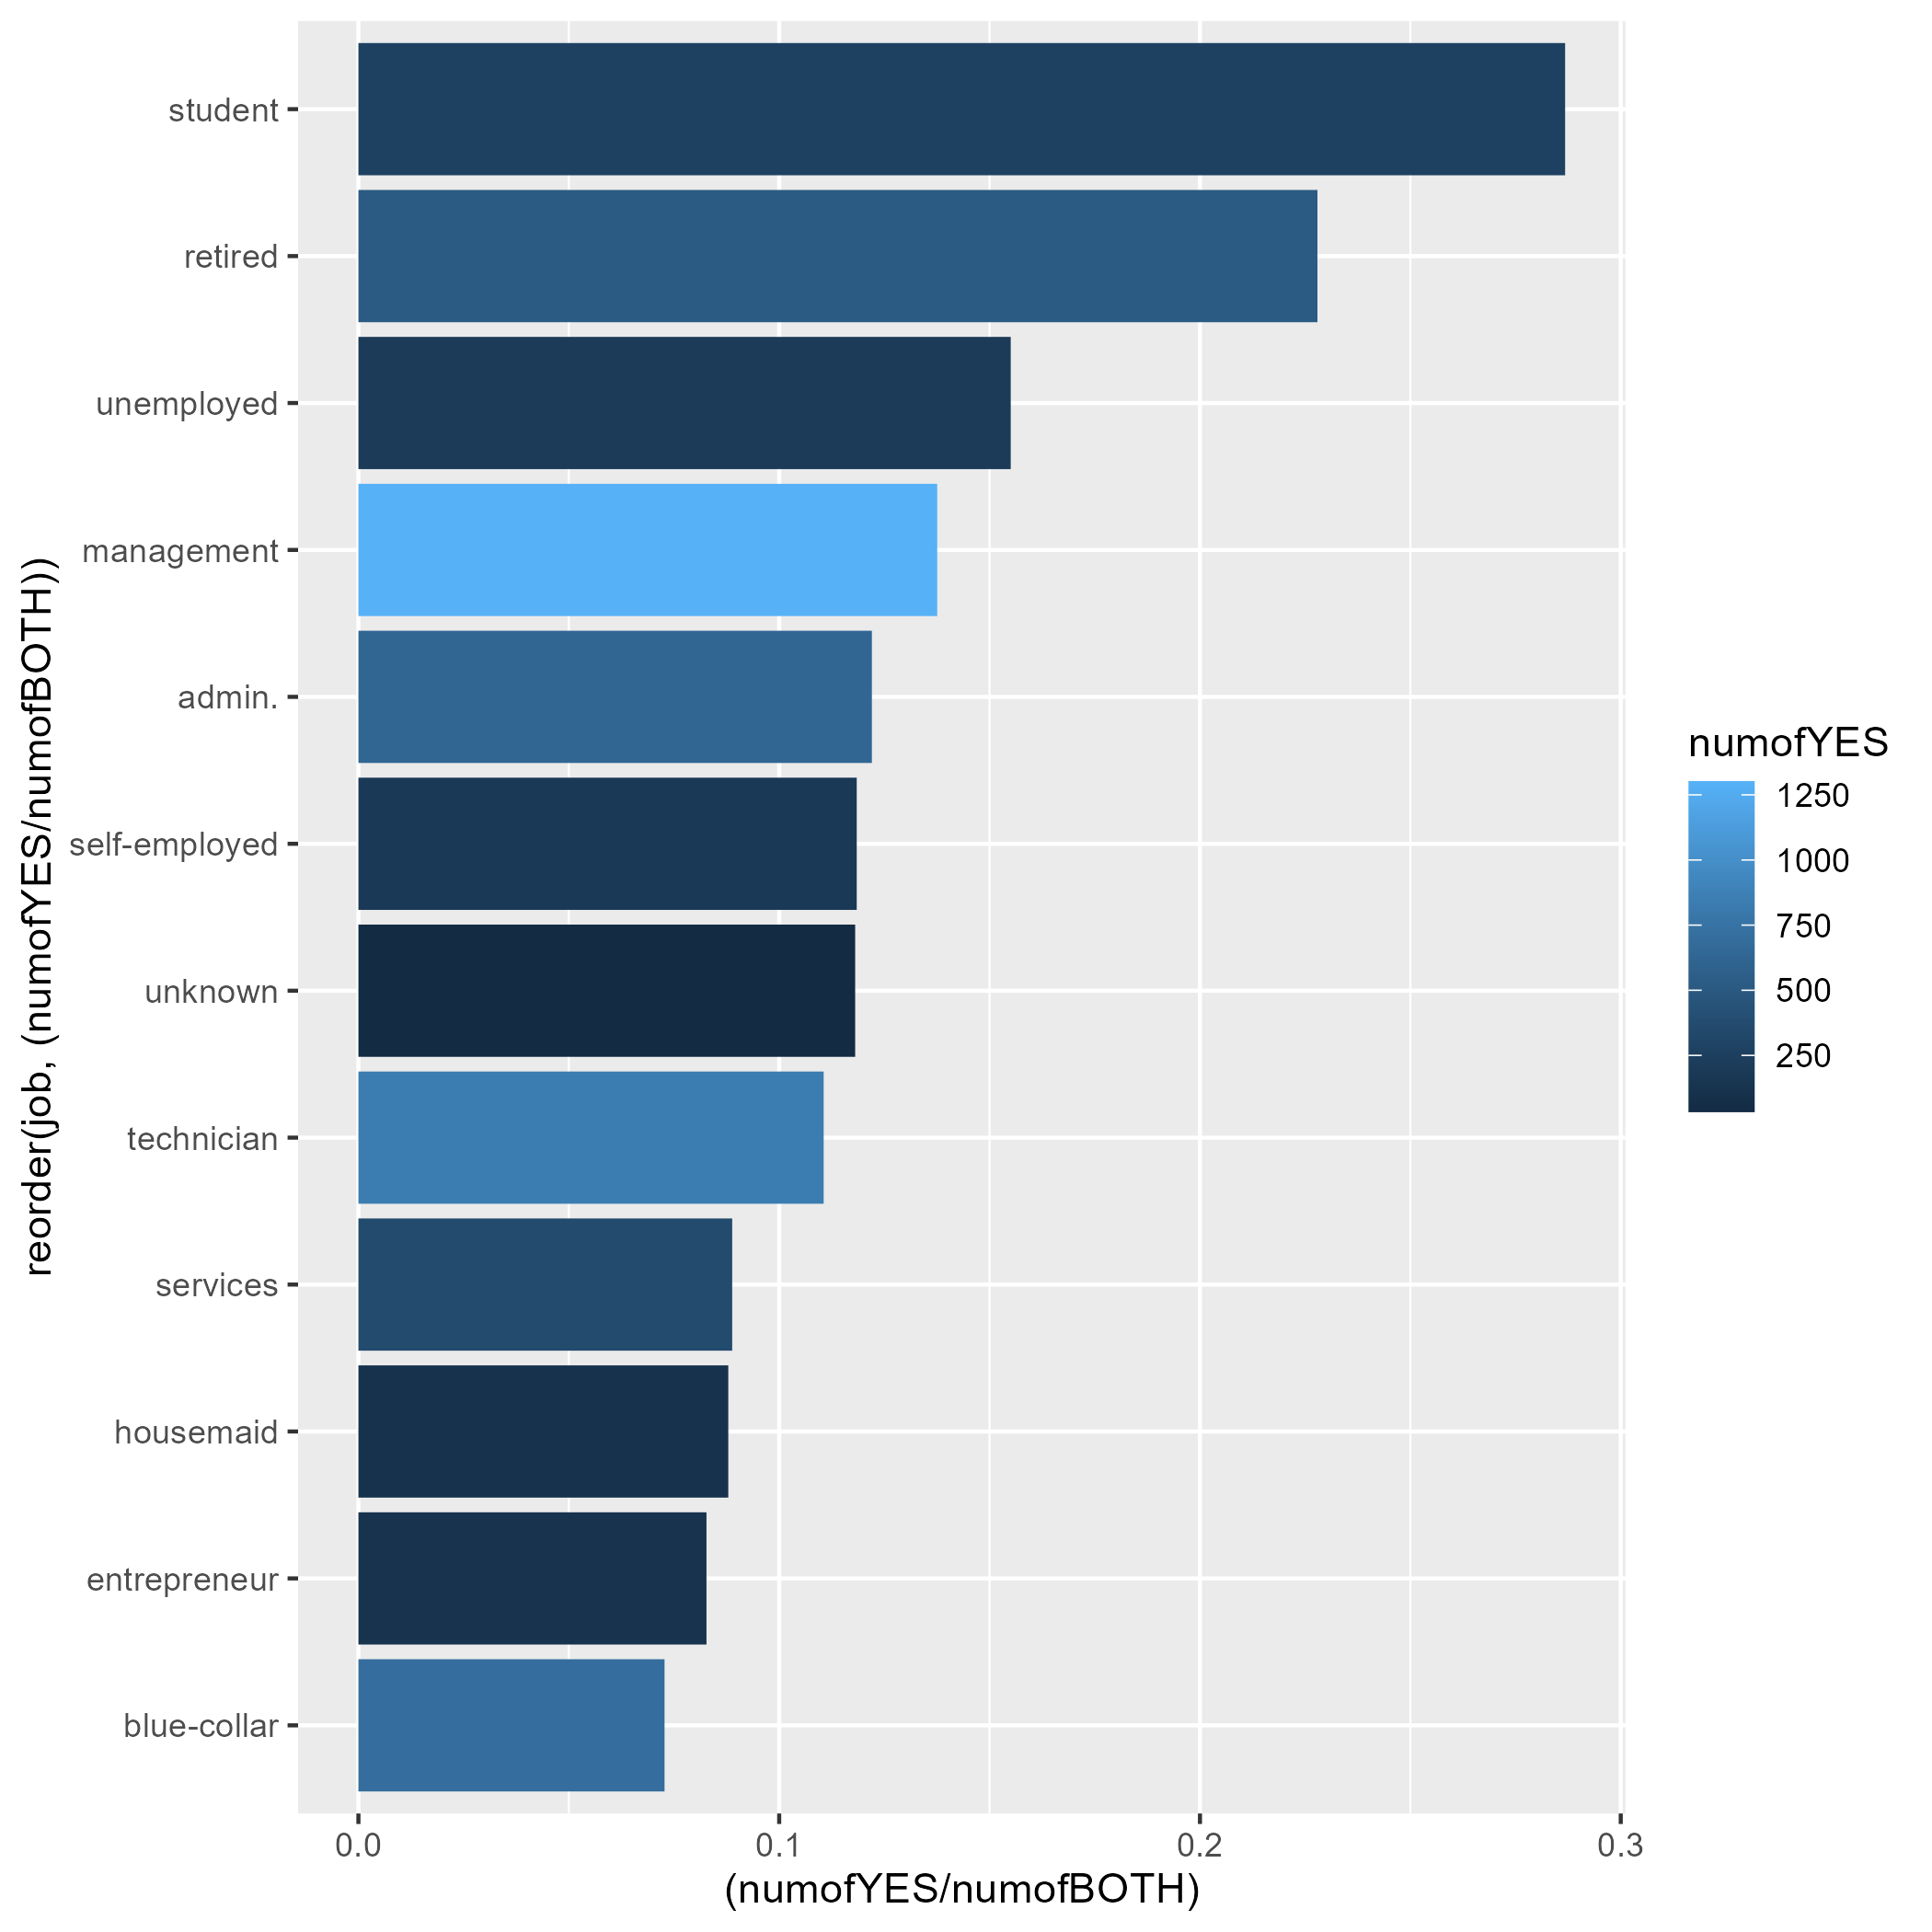 reorder(job, (numofYES/numofBOTH))
student
retired
unemployed
management
admin.
self-employed
unknown
technician
services
housemaid
entrepreneur
blue-collar
0.0 0.1 0.2 0.3
(numofYES/numofBOTH)
numofYES
1250
1000
750
500
250